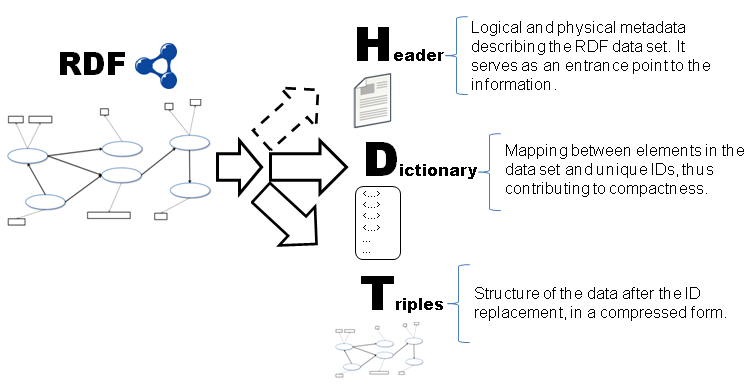 RDF
Header
Logical and physical metadata
describing the RDF data set. It
serves as an entrance point to the
information.
Dictionary
Mapping between elements in the
data set and unique IDs, thus
contributing to compactness.
<...>
<...>
<...>
<...>
...
...
Triples
Structure of the data after the ID
replacement, in a compressed form.